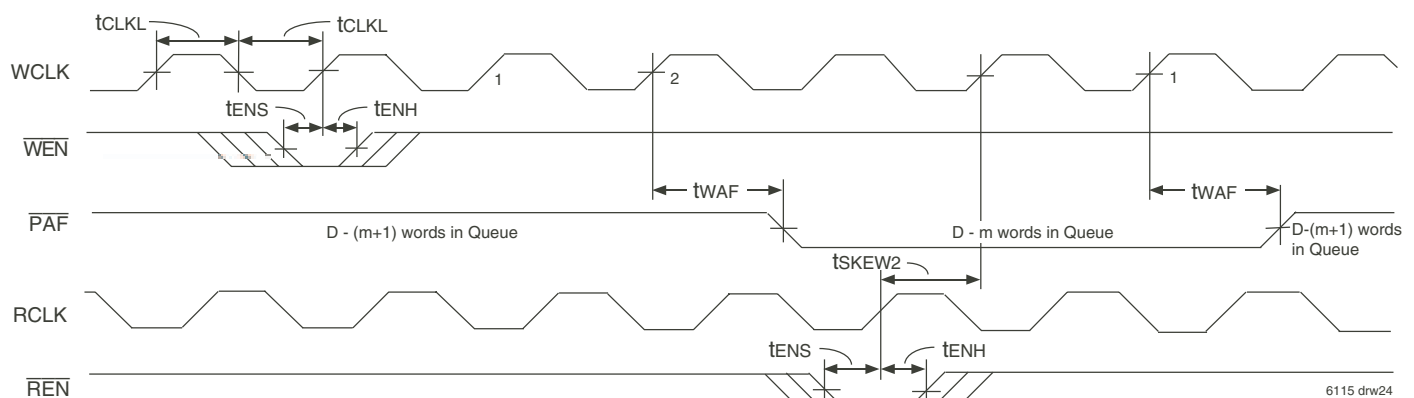 tCLKL tCLKL
WCLK 1 2 1
tENS tENH
WEN
tWAF tWAF
PAF
D - (m+1) words in Queue D - m words in Queue D-(m+1) words
in Queue
tSKEW2
RCLK
tENS tENH
REN
6115 drw24